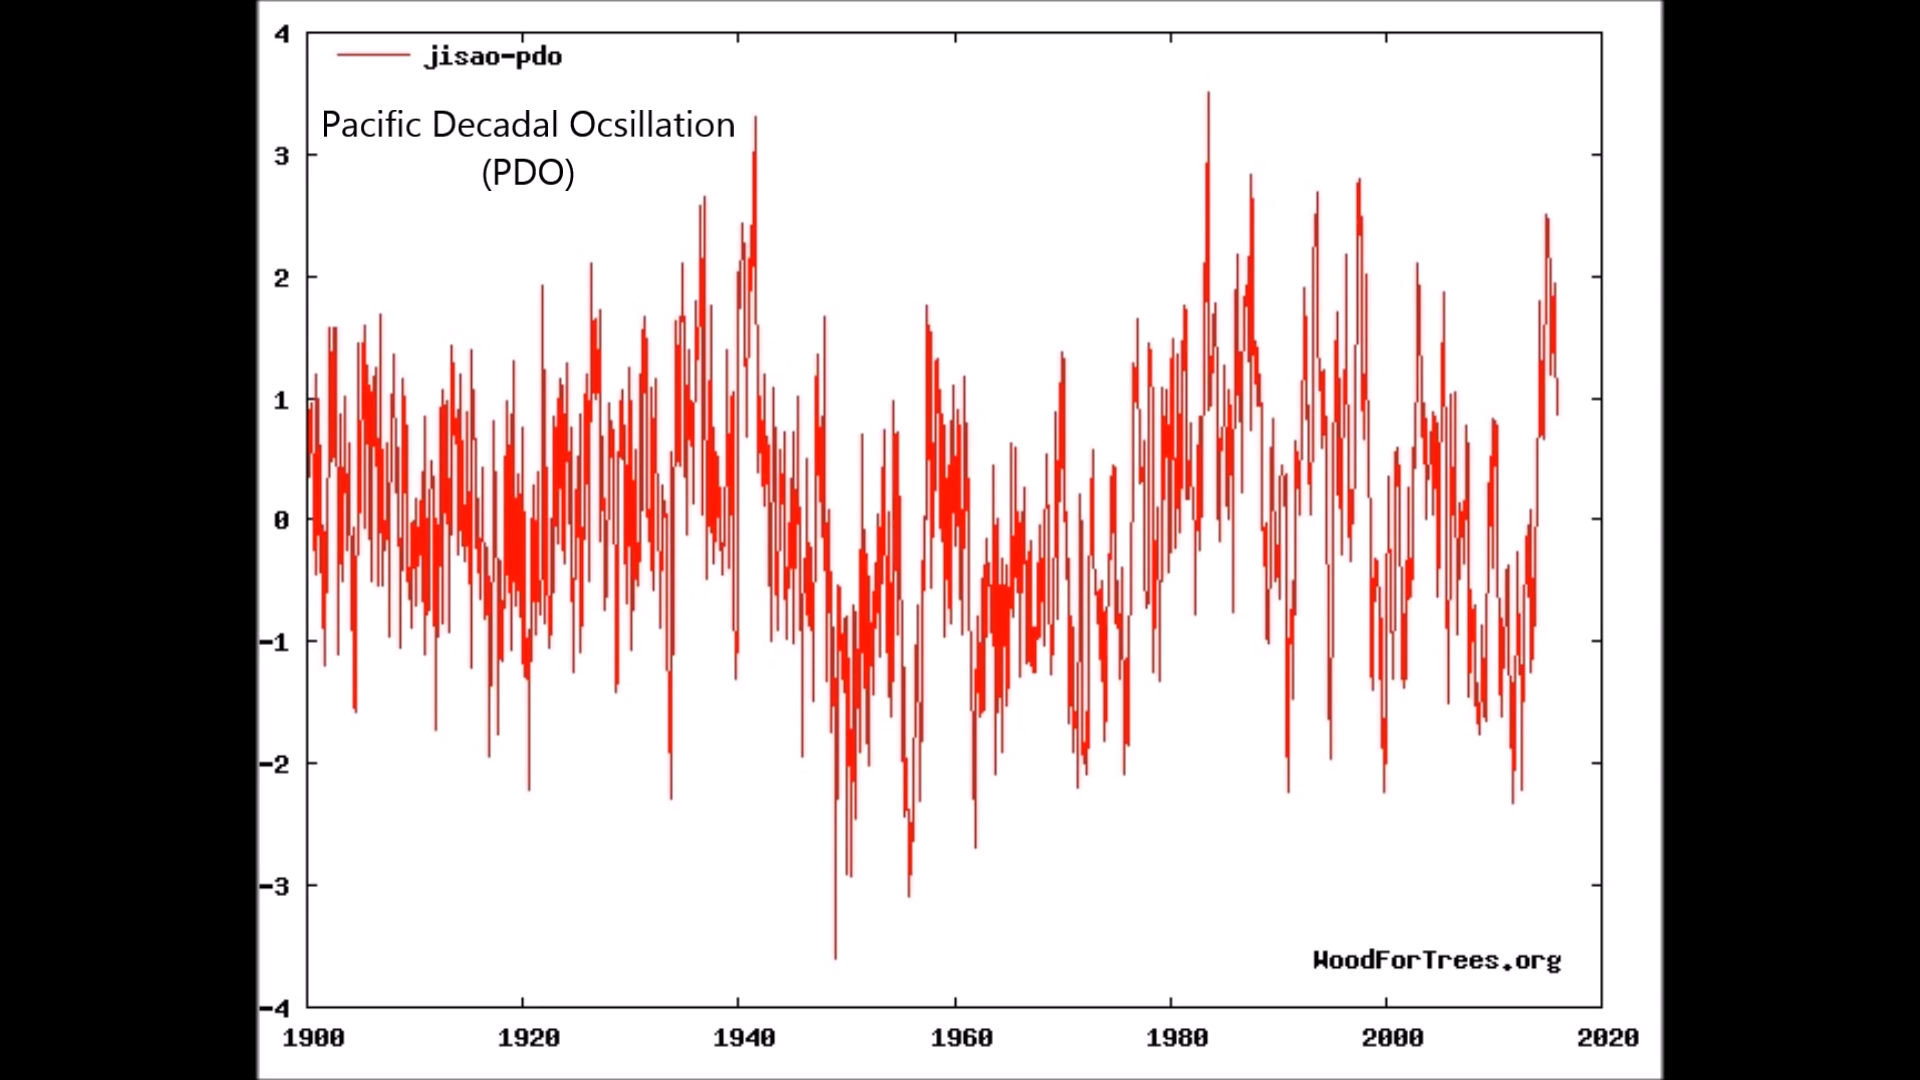 4
jisao-pdo
Pacific Decadal Ocsillation
(PDO)
3
2
1
0
-1
-2
-3
WoodForTrees.org
-4
1900 1920 1940 1960 1980 2000 2020